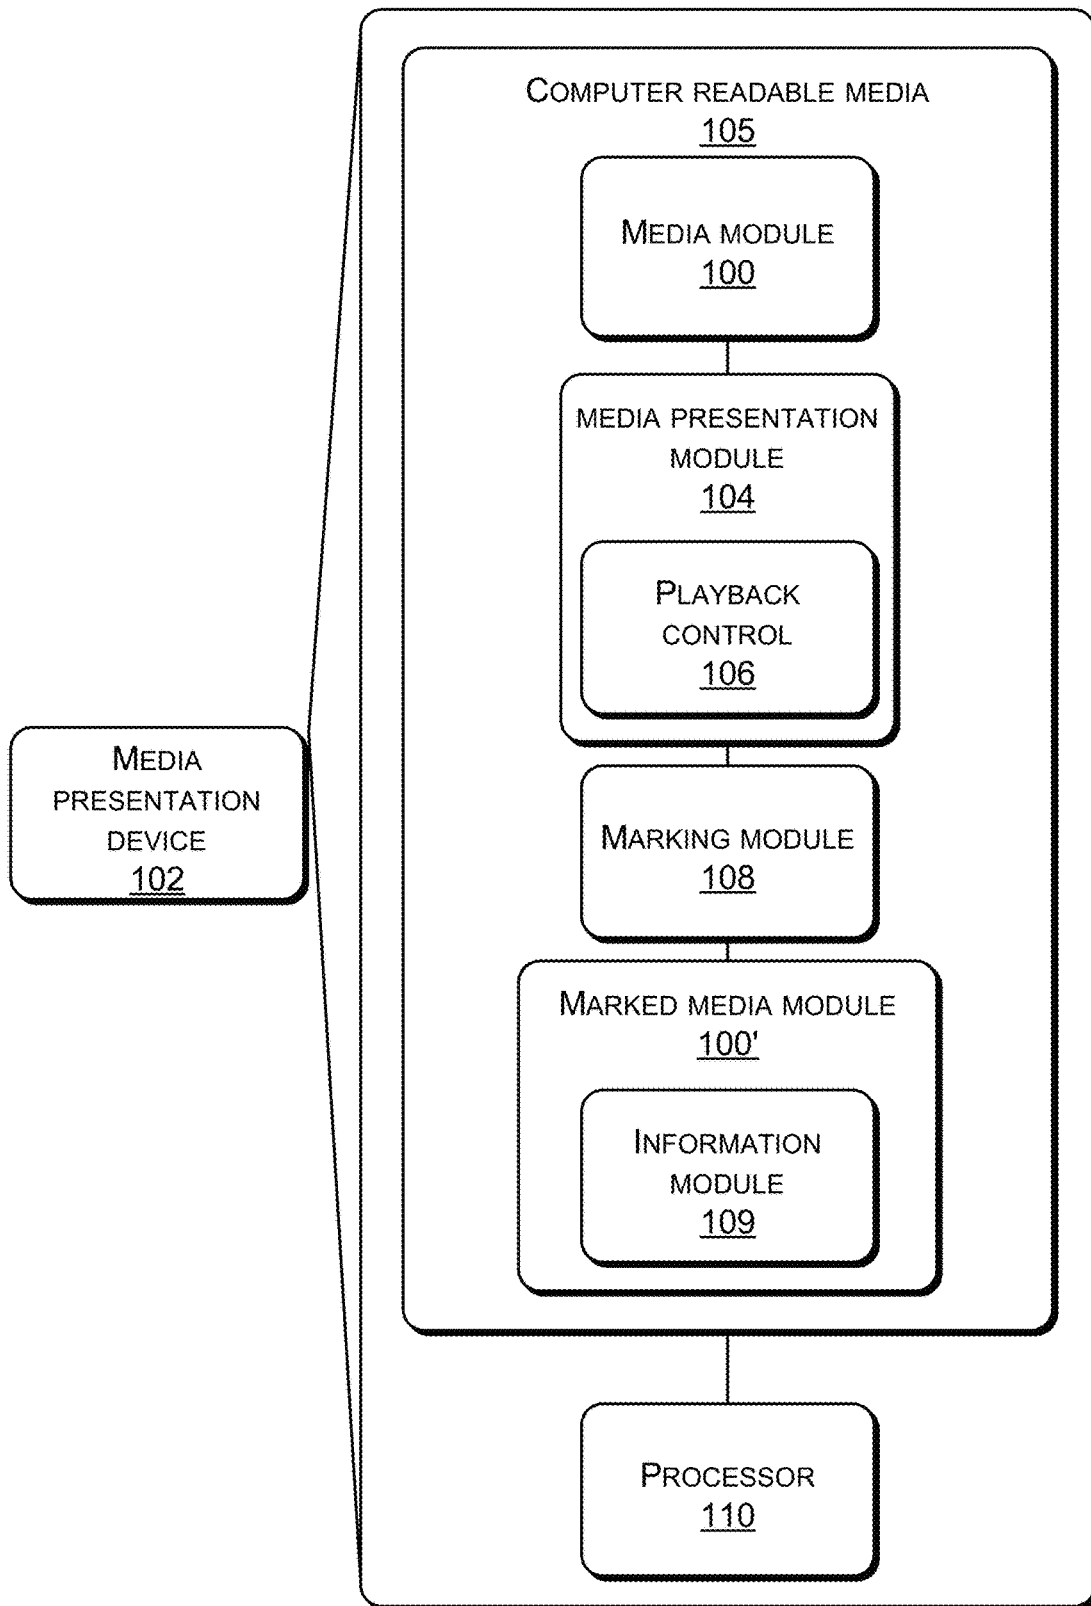 COMPUTER READABLE MEDIA
105
MEDIA MODULE
100
MEDIA PRESENTATION
MODULE
104
PLAYBACK
CONTROL
106
MEDIA
PRESENTATION
DEVICE
102
MARKING MODULE
108
MARKED MEDIA MODULE
100'
INFORMATION
MODULE
109
PROCESSOR
110